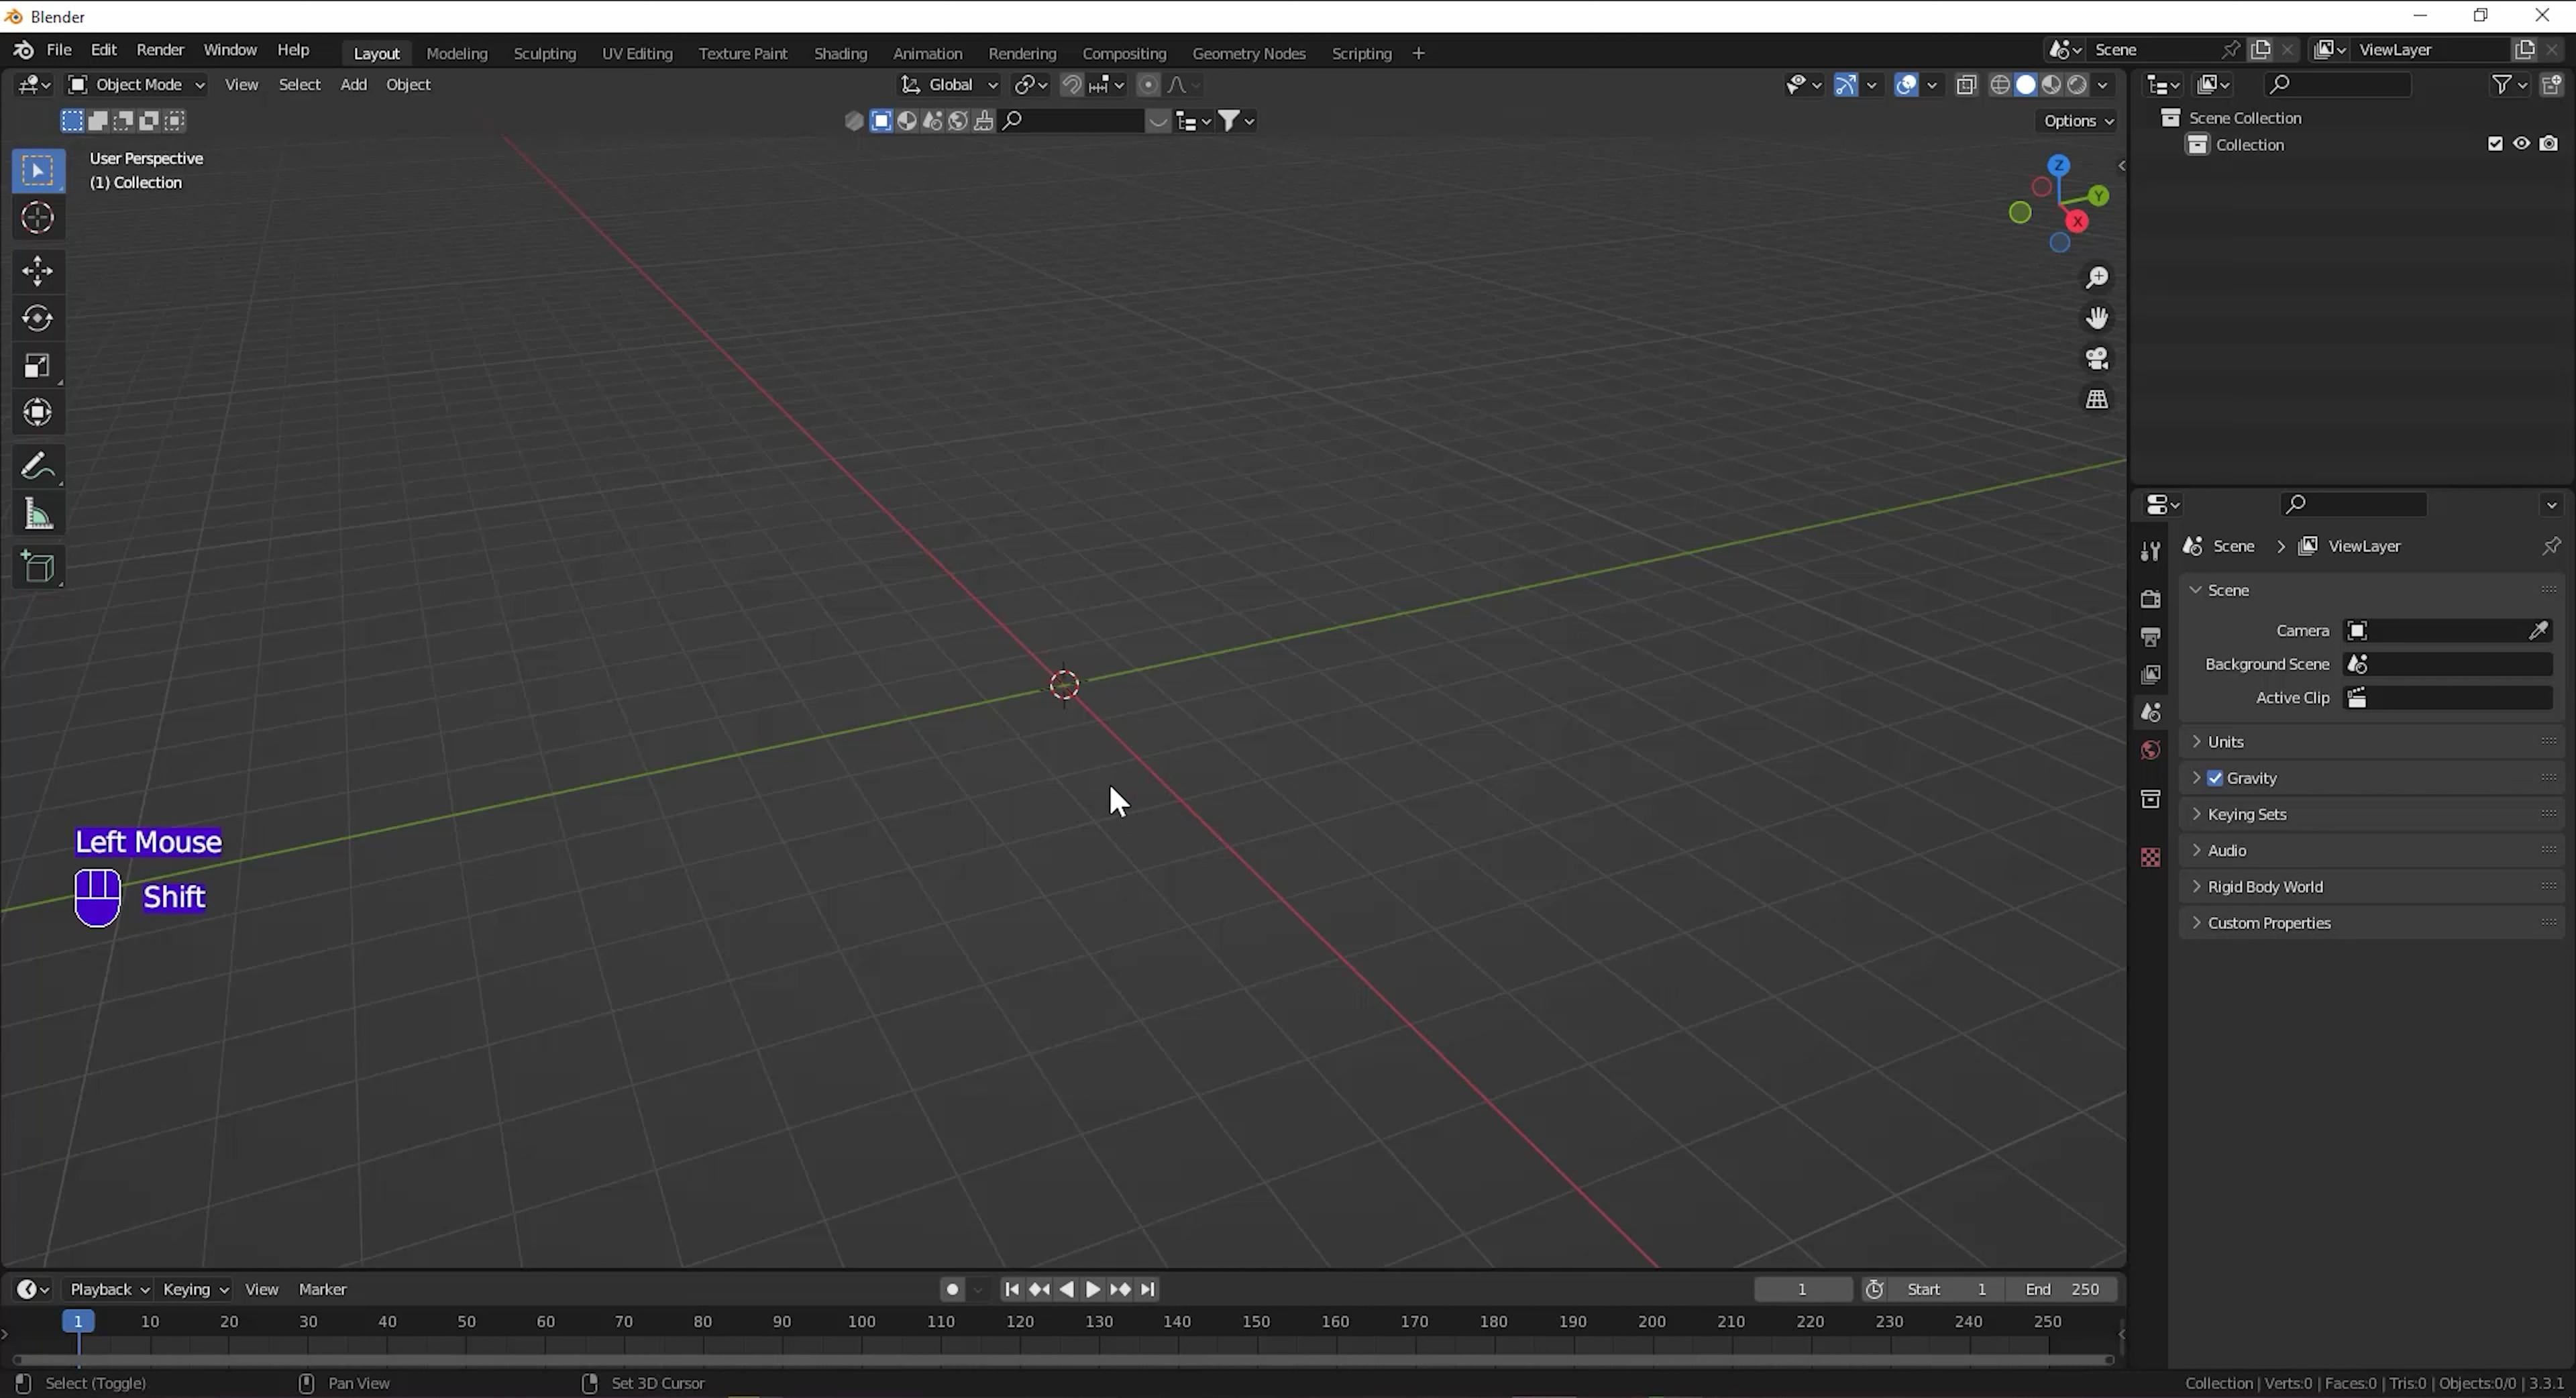 Blender
File Edit Render Window Help Layout Modeling Sculpting UV Editing Texture Paint Shading Animation Rendering Compositing Geometry Nodes Scripting + Scene ViewLayer
Object Mode View Select Add Object Global
Options
User Perspective
(1) Collection
Z
Y
X
Scene Collection
Collection
Scene > ViewLayer
Scene
Camera
Background Scene
Active Clip
Units
Gravity
Keying Sets
Audio
Rigid Body World
Custom Properties
Left Mouse
Shift
Playback Keying View Marker 1 Start 1 End 250
1 10 20 30 40 50 60 70 80 90 100 110 120 130 140 150 160 170 180 190 200 210 220 230 240 250
Select (Toggle) Pan View Set 3D Cursor Collection | Verts:0 | Faces:0 | Tris:0 | Objects:0/0 | 3.3.1